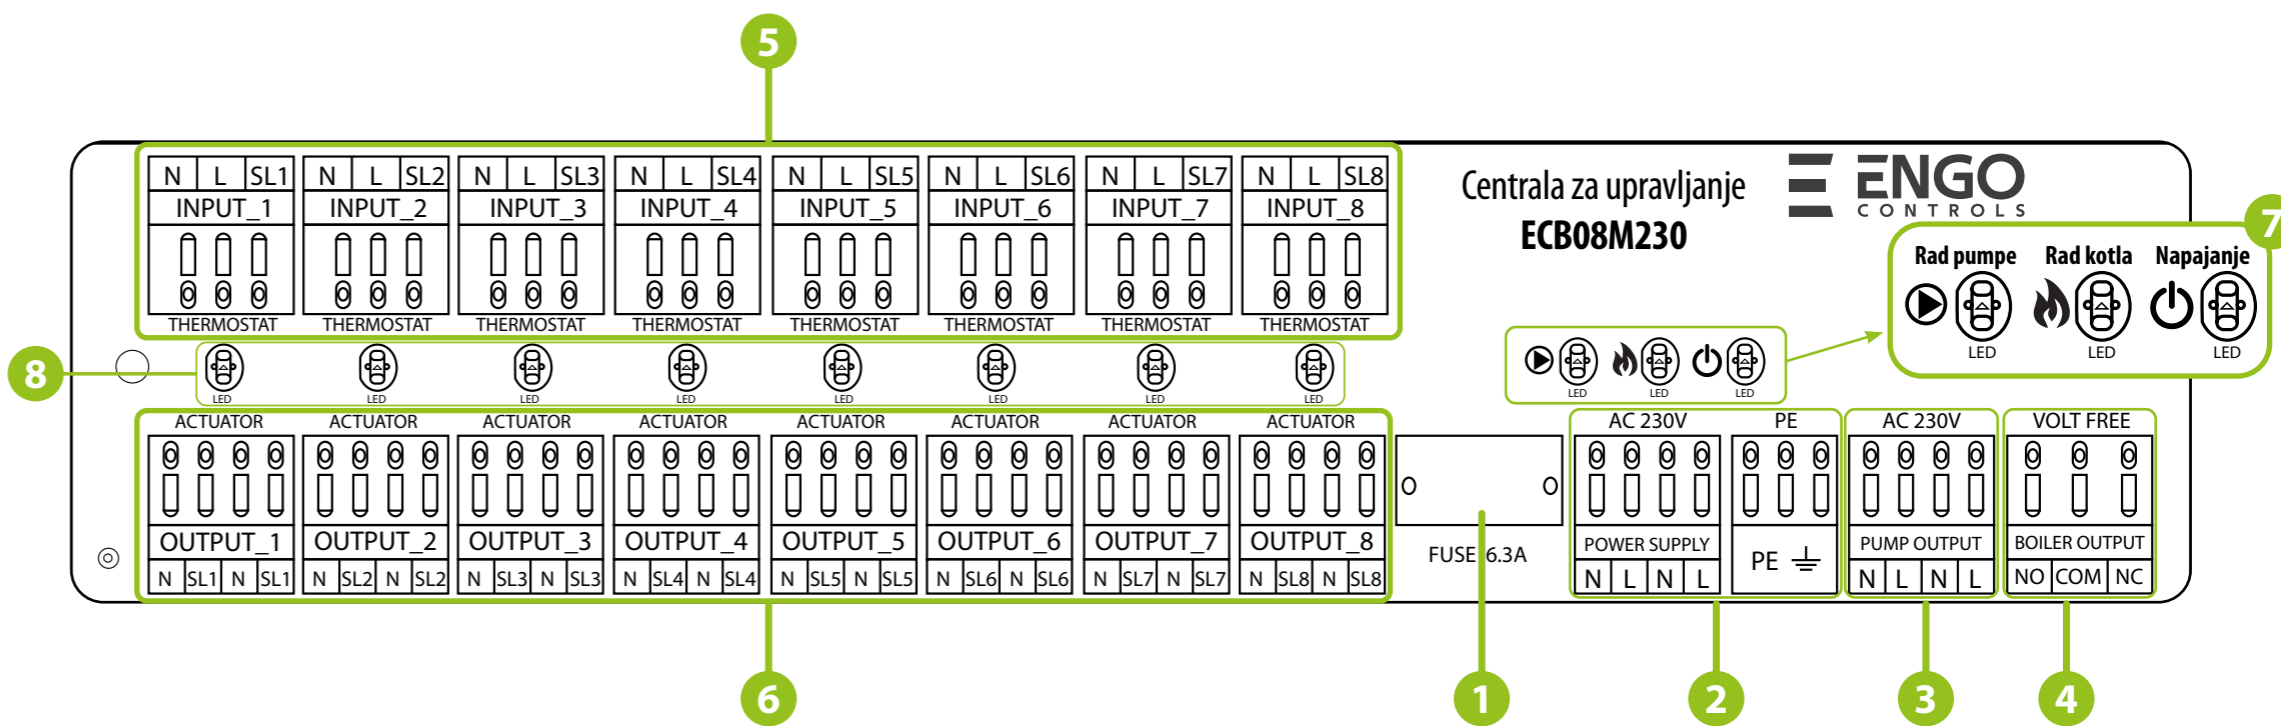 5
N L SL1 N L SL2 N L SL3 N L SL4 N L SL5 N L SL6 N L SL7 N L SL8
INPUT_1 INPUT_2 INPUT_3 INPUT_4 INPUT_5 INPUT_6 INPUT_7 INPUT_8
THERMOSTAT THERMOSTAT THERMOSTAT THERMOSTAT THERMOSTAT THERMOSTAT THERMOSTAT THERMOSTAT
Centrala za upravljanje
ECB08M230
ENGO
CONTROLS
7
Rad pumpe Rad kotla Napajanje
LED LED LED
8
LED LED LED LED LED LED LED LED
LED LED LED
ACTUATOR ACTUATOR ACTUATOR ACTUATOR ACTUATOR ACTUATOR ACTUATOR ACTUATOR
OUTPUT_1 OUTPUT_2 OUTPUT_3 OUTPUT_4 OUTPUT_5 OUTPUT_6 OUTPUT_7 OUTPUT_8
N SL1 N SL1 N SL2 N SL2 N SL3 N SL3 N SL4 N SL4 N SL5 N SL5 N SL6 N SL6 N SL7 N SL7 N SL8 N SL8
FUSE 6.3A
AC 230V PE AC 230V VOLT FREE
POWER SUPPLY PE PUMP OUTPUT BOILER OUTPUT
N L N L N L N L NO COM NC
6 1 2 3 4